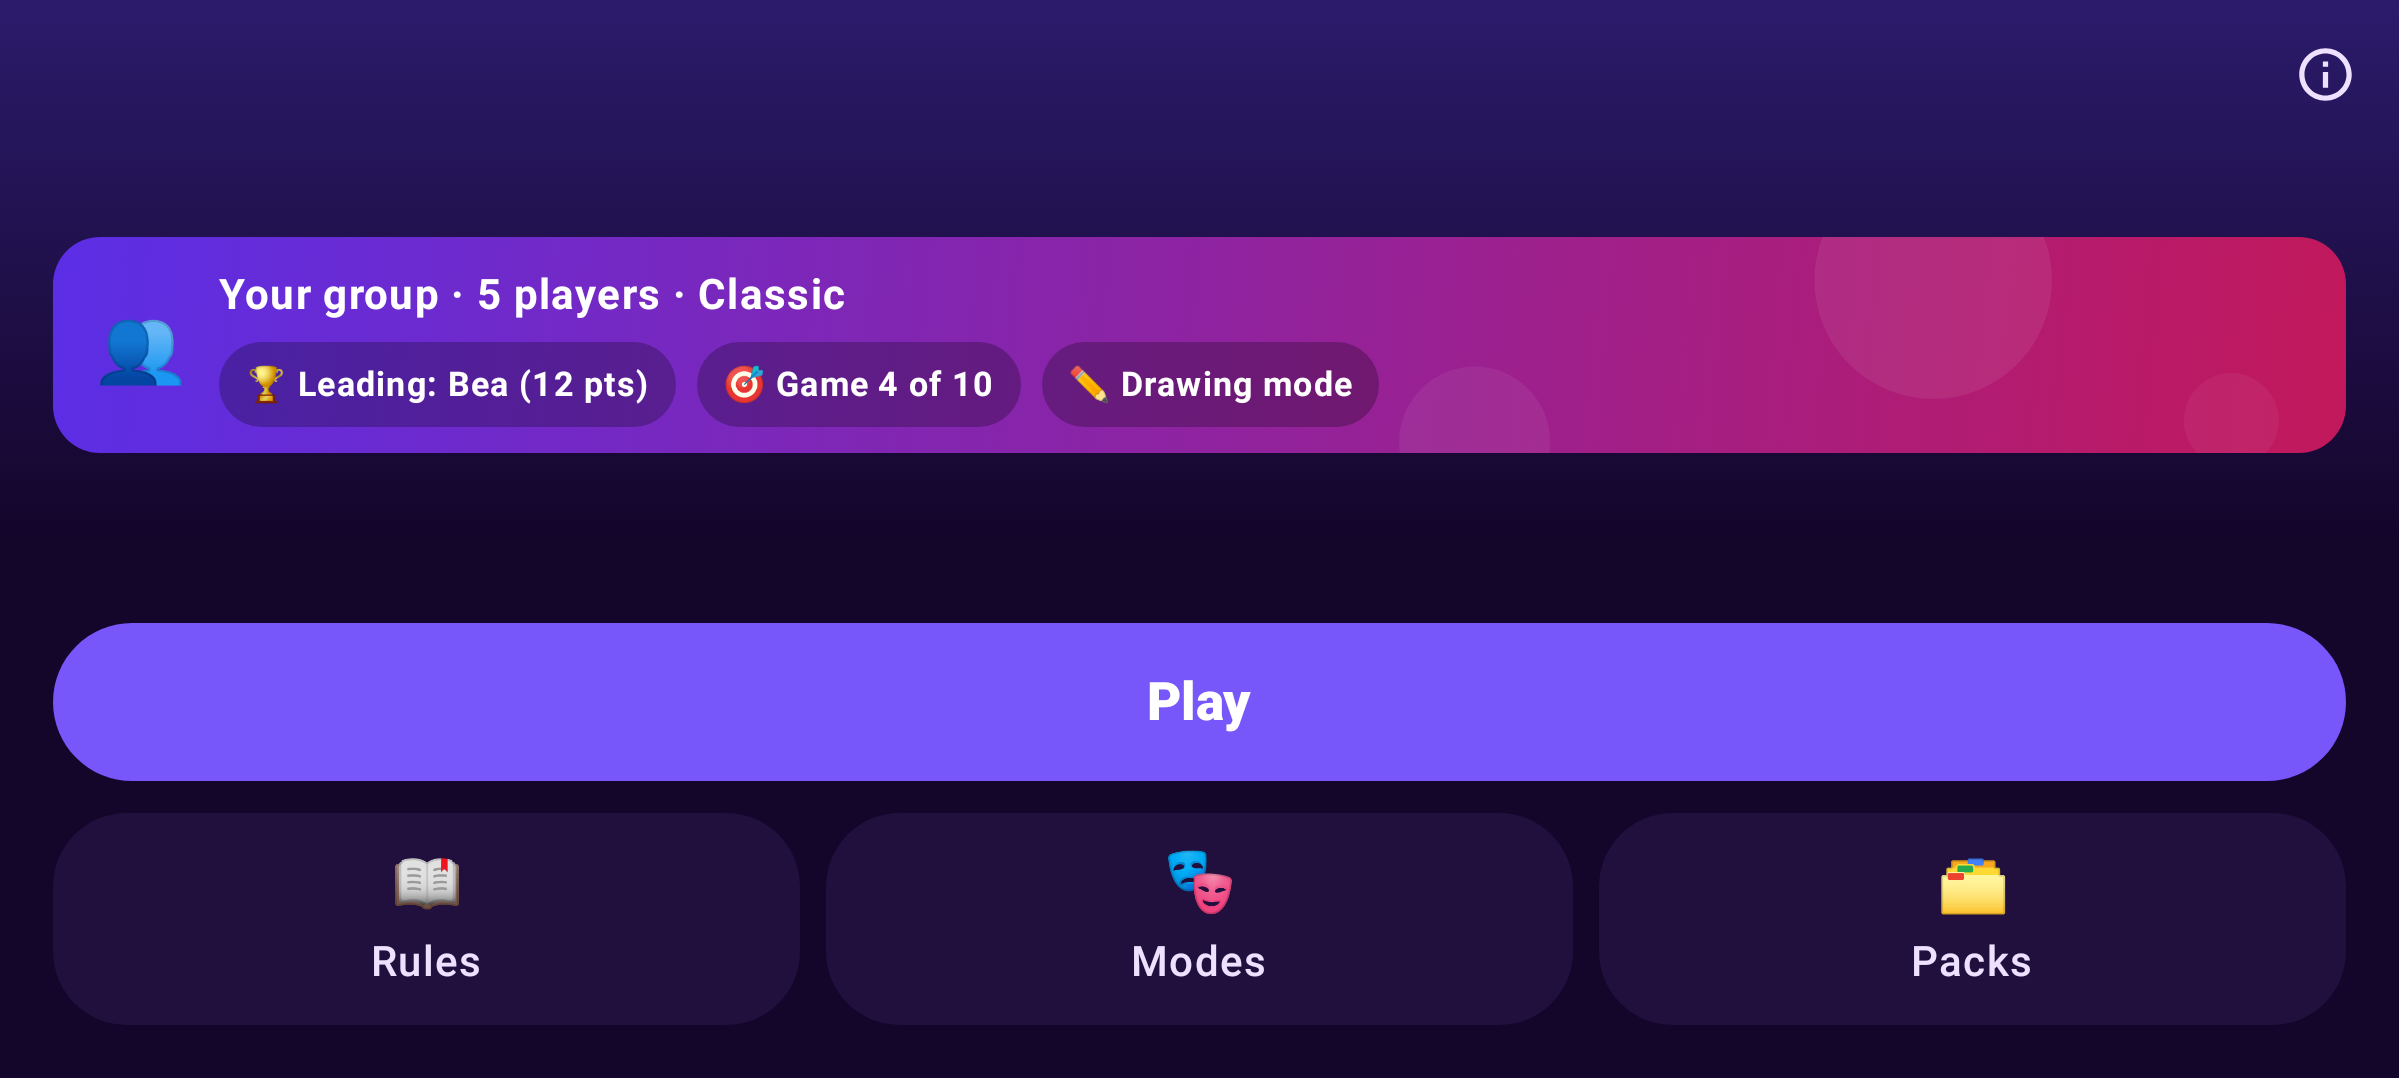 Your group · 5 players · Classic
🏆 Leading: Bea (12 pts)
🎯 Game 4 of 10
✏️ Drawing mode
Play
Rules
Modes
Packs